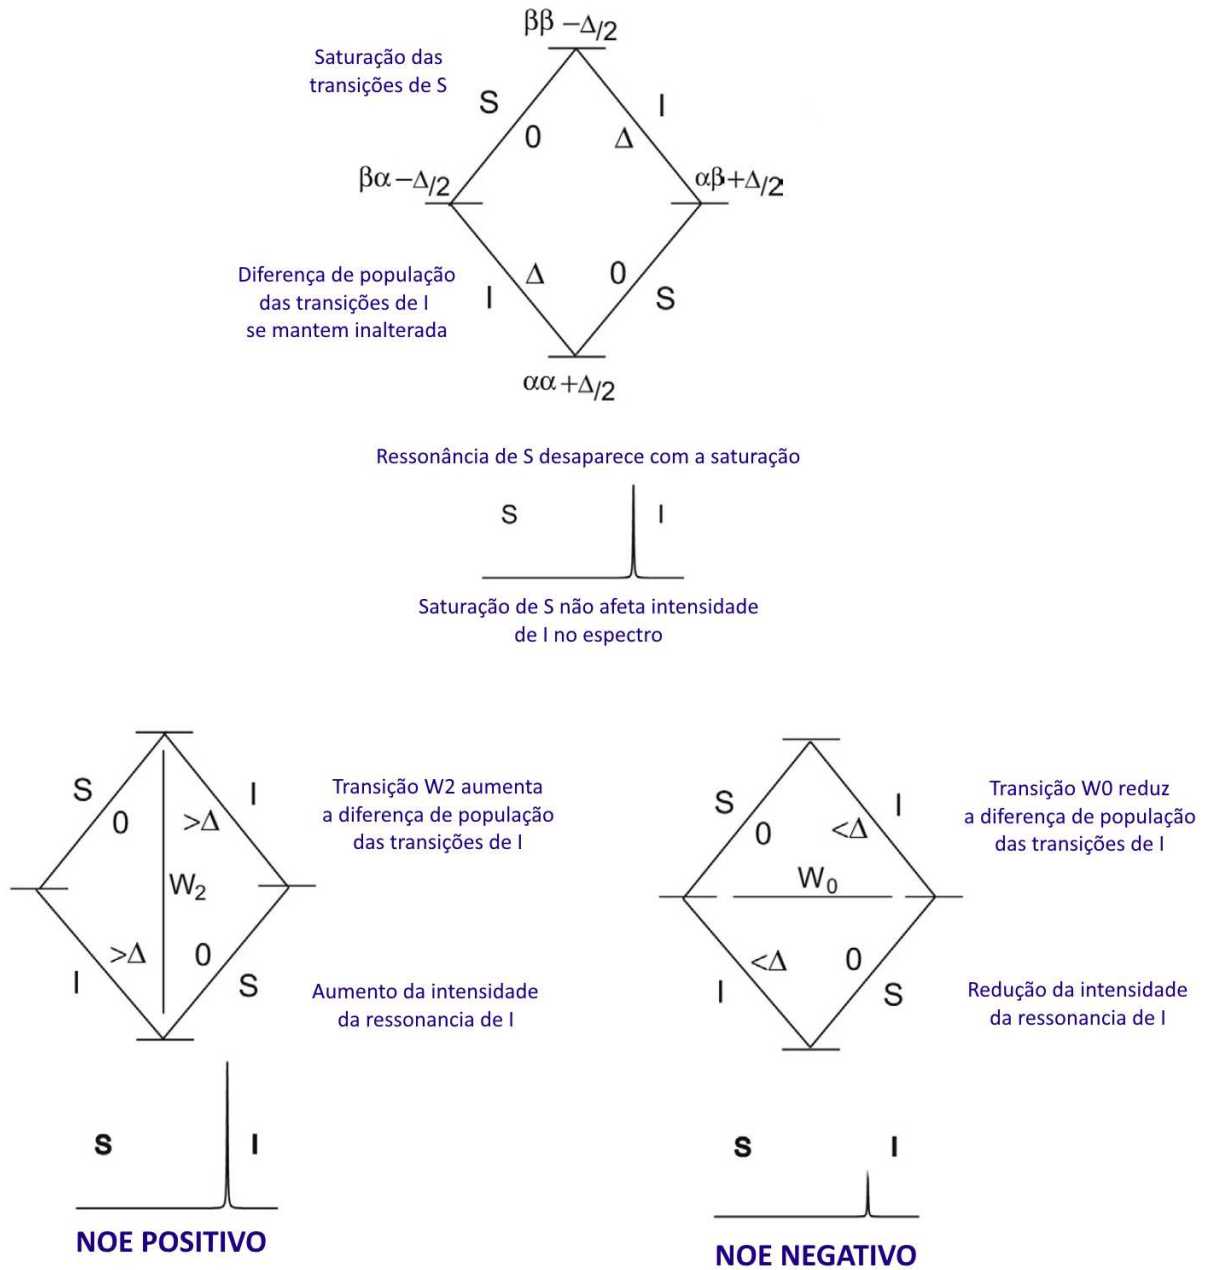 ββ −Δ/2
Saturação das
transições de S
S
I
0
Δ
βα−Δ/2
αβ+Δ/2
Diferença de população
das transições de I
se mantem inalterada
Δ
0
I
S
αα+Δ/2
Ressonância de S desaparece com a saturação
S
I
Saturação de S não afeta intensidade
de I no espectro
S
I
0
>Δ
W2
>Δ
0
I
S
Transição W2 aumenta
a diferença de população
das transições de I
Aumento da intensidade
da ressonancia de I
S
I
NOE POSITIVO
S
I
0
<Δ
W0
<Δ
0
I
S
Transição W0 reduz
a diferença de população
das transições de I
Redução da intensidade
da ressonancia de I
S
I
NOE NEGATIVO